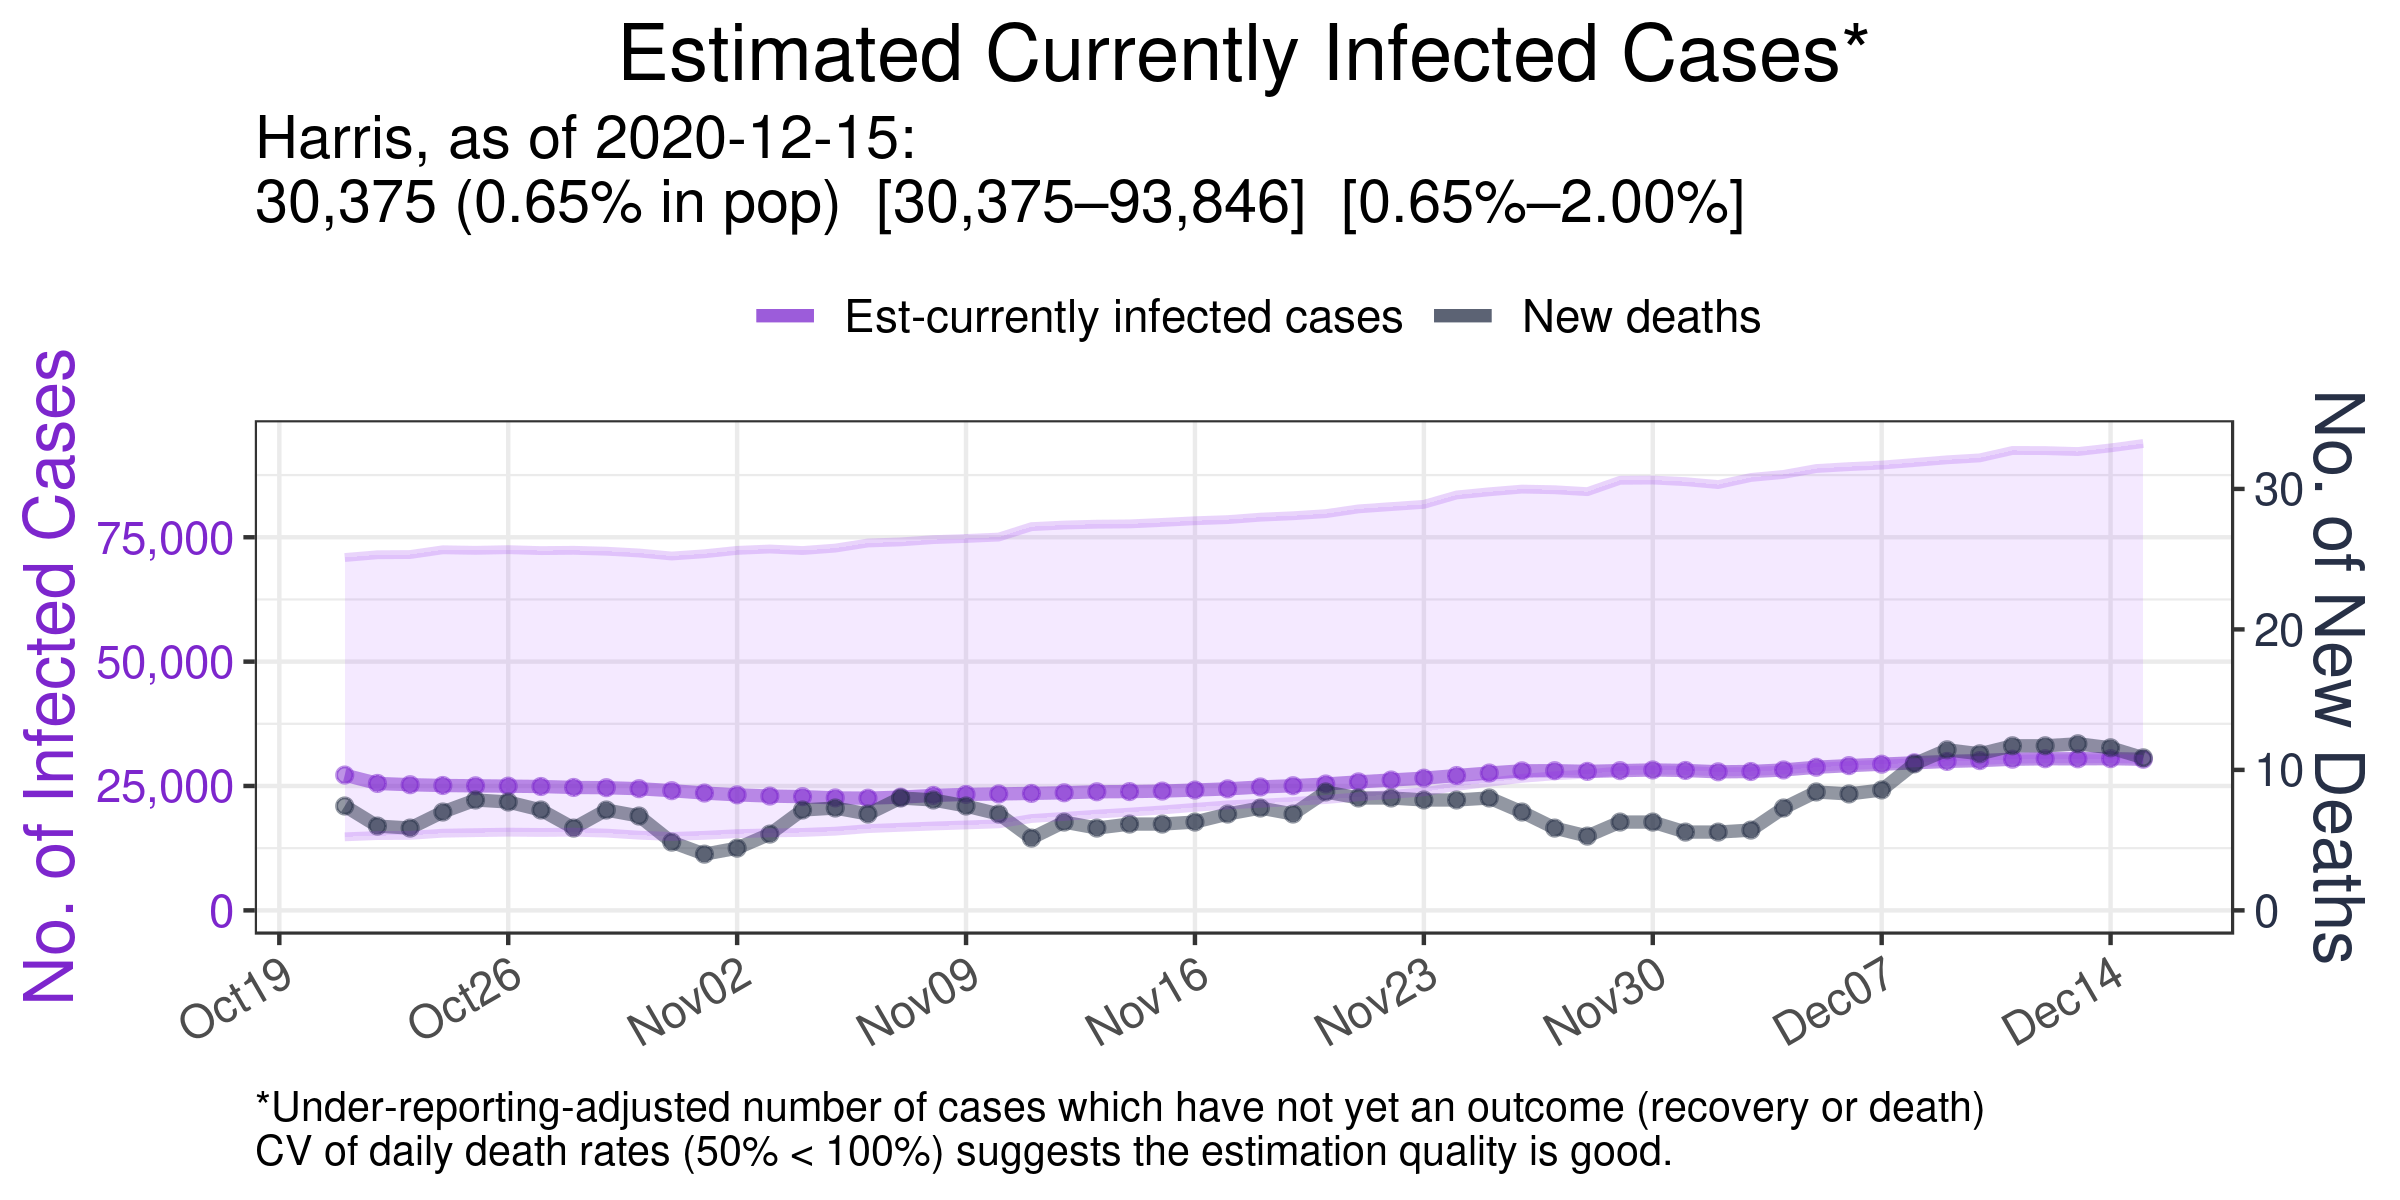 Estimated Currently Infected Cases*
Harris, as of 2020-12-15:
30,375 (0.65% in pop)  [30,375–93,846]  [0.65%–2.00%]
Est-currently infected cases
New deaths
No. of Infected Cases
75,000
50,000
25,000
0
30
20
10
0
No. of New Deaths
Oct19
Oct26
Nov02
Nov09
Nov16
Nov23
Nov30
Dec07
Dec14
*Under-reporting-adjusted number of cases which have not yet an outcome (recovery or death)
CV of daily death rates (50% < 100%) suggests the estimation quality is good.